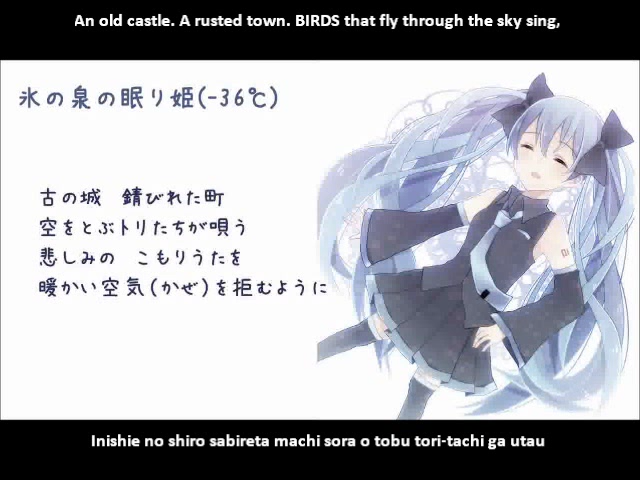 An old castle. A rusted town. BIRDS that fly through the sky sing,
氷の泉の眠り姫(-36℃)
古の城　錆びれた町
空をとぶトリたちが唄う
悲しみの　こもりうたを
暖かい空気(かぜ)を拒むように
Inishie no shiro sabireta machi sora o tobu tori-tachi ga utau